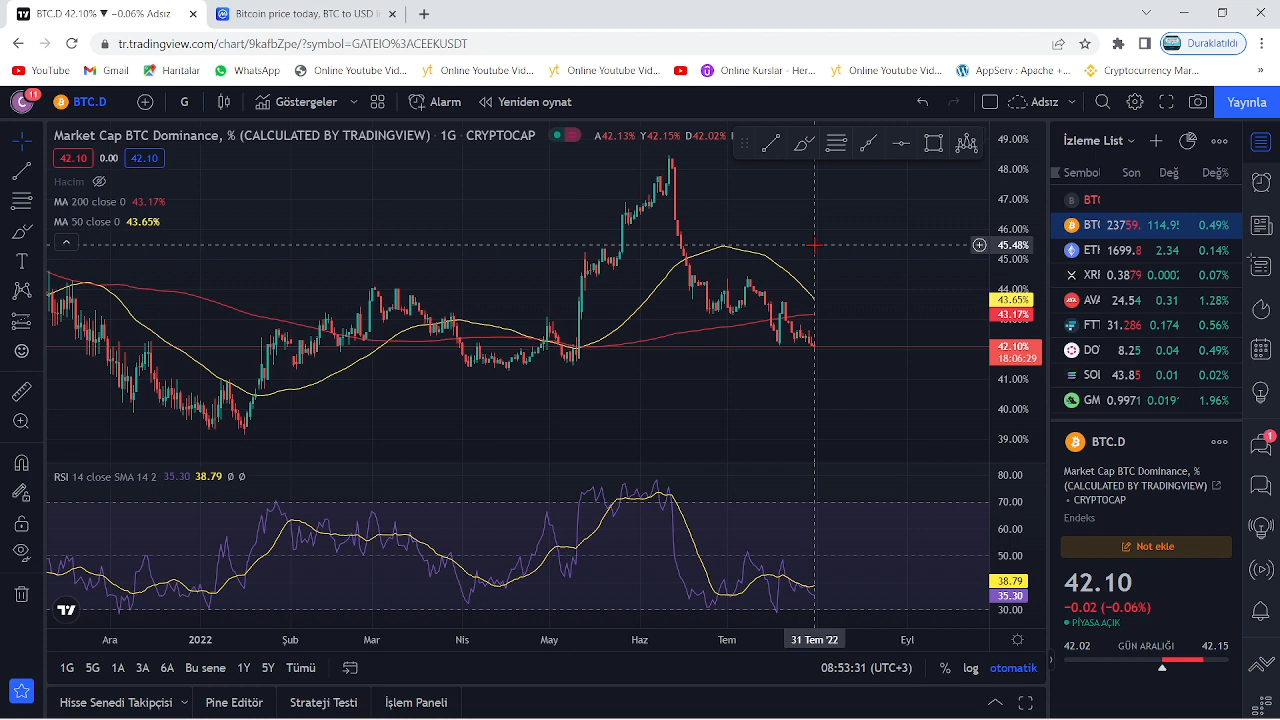 BTC.D 42.10% ▼ −0.06% Adsız
Bitcoin price today, BTC to USD l
tr.tradingview.com/chart/9kafbZpe/?symbol=GATEIO%3ACEEKUSDT
Duraklatıldı
YouTube Gmail Haritalar WhatsApp Online Youtube Vid... Online Youtube Vid... Online Youtube Vid... Online Kurslar - Her... Online Youtube Vid... AppServ : Apache +... Cryptocurrency Mar... »
11 BTC.D G Göstergeler Alarm Yeniden oynat Adsız Yayınla
Market Cap BTC Dominance, % (CALCULATED BY TRADINGVIEW) · 1G · CRYPTOCAP A42.13% Y42.15% D42.02%
42.10 0.00 42.10
Hacim
MA 200 close 0 43.17%
MA 50 close 0 43.65%
49.00%
48.00%
47.00%
46.00%
45.48%
44.00%
43.65%
43.17%
42.10%
18:06:29
41.00%
40.00%
39.00%
RSI 14 close SMA 14 2 35.30 38.79 Ø Ø
80.00
70.00
60.00
50.00
38.79
35.30
30.00
Ara 2022 Şub Mar Nis May Haz Tem 31 Tem '22 Eyl
1G 5G 1A 3A 6A Bu sene 1Y 5Y Tümü 08:53:31 (UTC+3) % log otomatik
Hisse Senedi Takipçisi Pine Editör Strateji Testi İşlem Paneli
İzleme List
Sembol Son Değ Değ%
BTC
BTC 23759. 114.95 0.49%
ETH 1699.8 2.34 0.14%
XRI 0.3879 0.0002 0.07%
AVA 24.54 0.31 1.28%
FTT 31.286 0.174 0.56%
DO 8.25 0.04 0.49%
SOI 43.85 0.01 0.02%
GM 0.9971 0.019 1.96%
BTC.D
Market Cap BTC Dominance, %
(CALCULATED BY TRADINGVIEW)
• CRYPTOCAP
Endeks
Not ekle
42.10
−0.02 (−0.06%)
PİYASA AÇIK
42.02 GÜN ARALIĞI 42.15
1